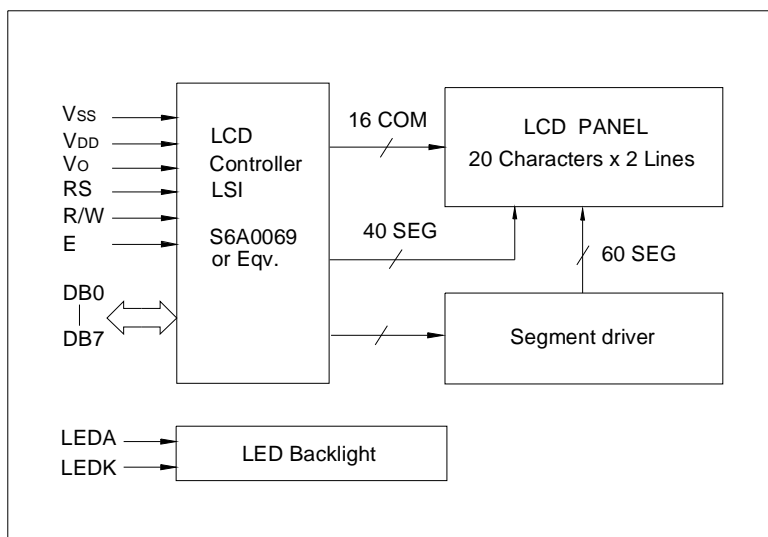 VSS
VDD
VO
RS
R/W
E
DB0
DB7
LCD
Controller
LSI
S6A0069
or Eqv.
16 COM
40 SEG
LCD PANEL
20 Characters x 2 Lines
60 SEG
Segment driver
LEDA
LEDK
LED Backlight